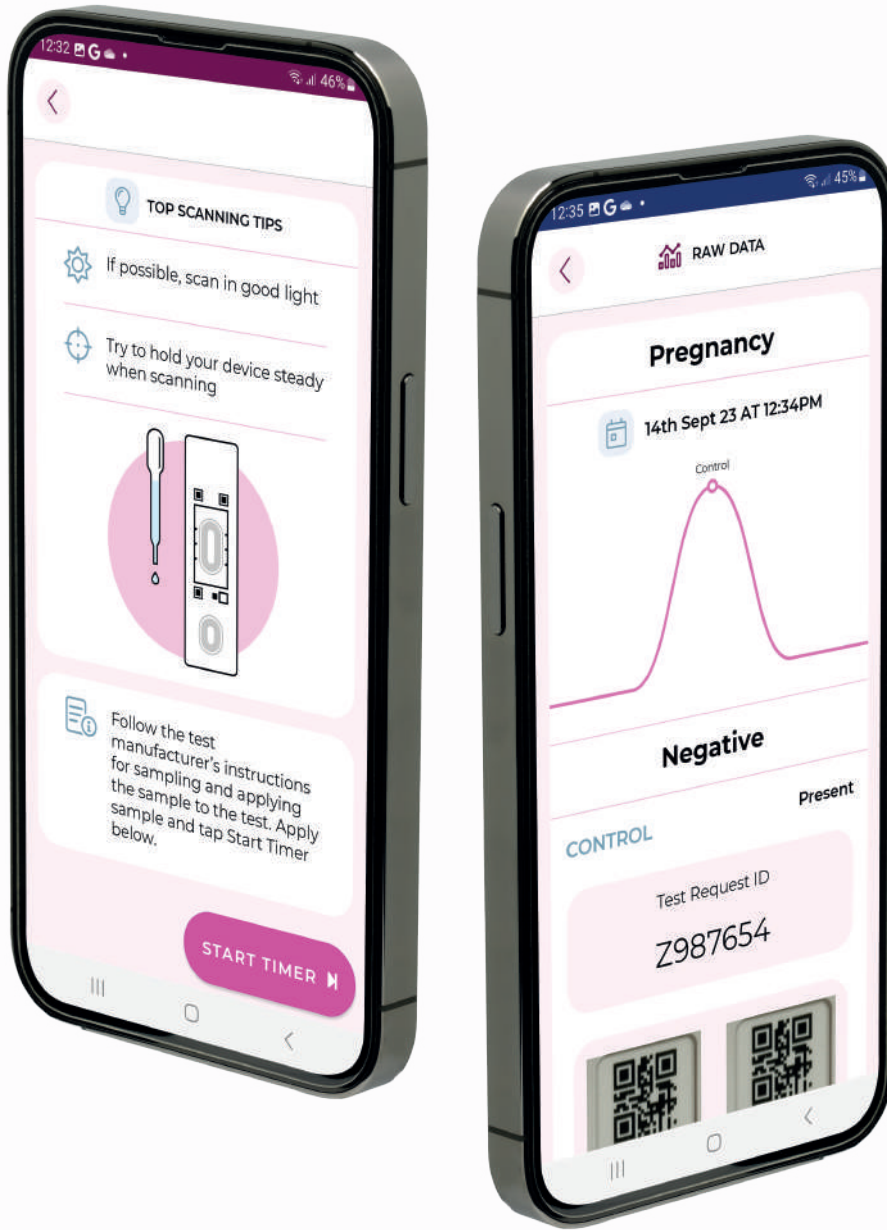 12:32 G
46%
TOP SCANNING TIPS
If possible, scan in good light
Try to hold your device steady
when scanning
Follow the test
manufacturer's instructions
for sampling and applying
the sample to the test. Apply
sample and tap Start Timer
below.
START TIMER
12:35 G
45%
RAW DATA
Pregnancy
14th Sept 23 AT 12:34PM
Control
Negative
Present
CONTROL
Test Request ID
Z987654